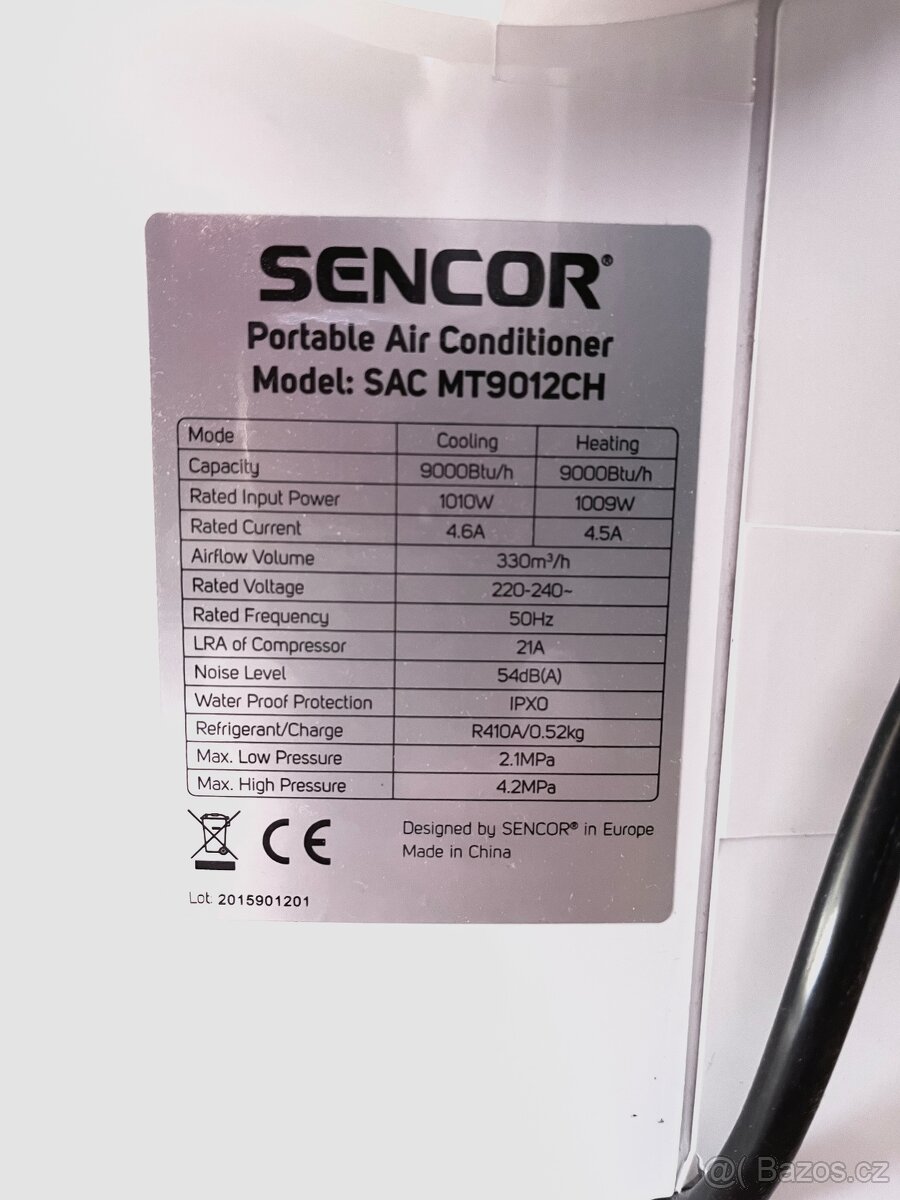 SENCOR®
Portable Air Conditioner
Model: SAC MT9012CH
Mode Cooling Heating
Capacity 9000Btu/h 9000Btu/h
Rated Input Power 1010W 1009W
Rated Current 4.6A 4.5A
Airflow Volume 330m³/h
Rated Voltage 220-240~
Rated Frequency 50Hz
LRA of Compressor 21A
Noise Level 54dB(A)
Water Proof Protection IPX0
Refrigerant/Charge R410A/0.52kg
Max. Low Pressure 2.1MPa
Max. High Pressure 4.2MPa
CE
Designed by SENCOR® in Europe
Made in China
Lot. 2015901201
@( Bazos.cz